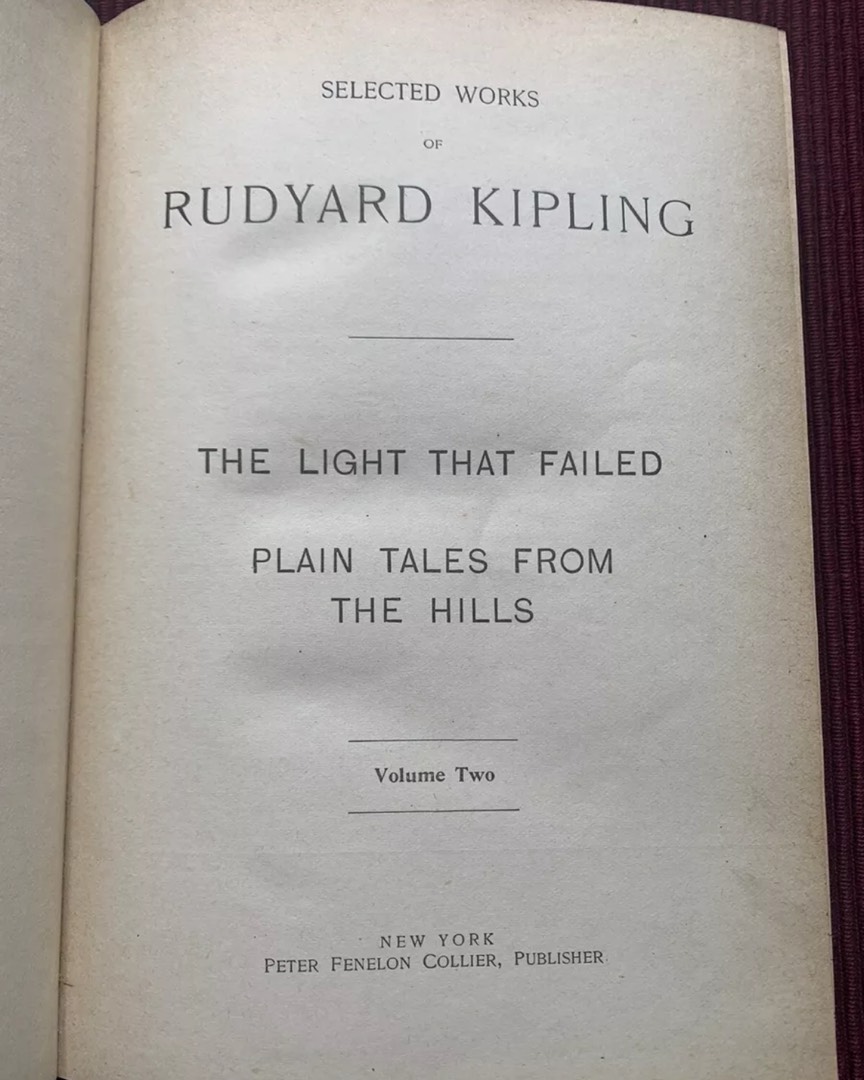 SELECTED WORKS
OF
RUDYARD KIPLING
THE LIGHT THAT FAILED
PLAIN TALES FROM
THE HILLS
Volume Two
NEW YORK
PETER FENELON COLLIER, PUBLISHER